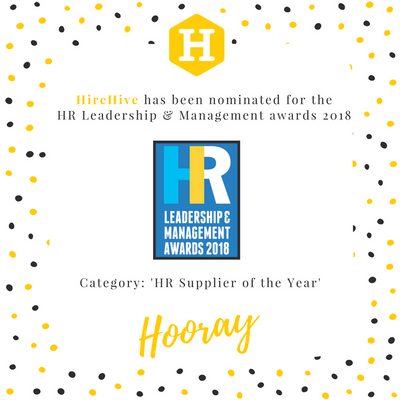 H
HireHive has been nominated for the
HR Leadership & Management awards 2018
HR
LEADERSHIP &
MANAGEMENT
AWARDS 2018
Category: 'HR Supplier of the Year'
Hooray